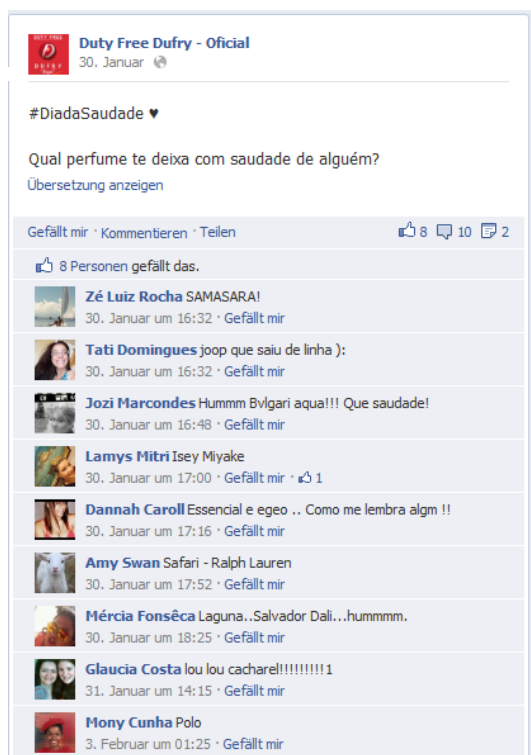 DUTY FREE
DUFRY
Duty Free Dufry - Oficial
30. Januar
#DiadaSaudade ♥
Qual perfume te deixa com saudade de alguém?
Übersetzung anzeigen
Gefällt mir · Kommentieren · Teilen 8 10 2
8 Personen gefällt das.
Zé Luiz Rocha SAMASARA!
30. Januar um 16:32 · Gefällt mir
Tati Domingues joop que saiu de linha ):
30. Januar um 16:32 · Gefällt mir
Jozi Marcondes Hummm Bvlgari aqua!!! Que saudade!
30. Januar um 16:48 · Gefällt mir
Lamys Mitri Isey Miyake
30. Januar um 17:00 · Gefällt mir · 1
Dannah Caroll Essencial e egeo .. Como me lembra algm !!
30. Januar um 17:16 · Gefällt mir
Amy Swan Safari - Ralph Lauren
30. Januar um 17:52 · Gefällt mir
Mércia Fonsêca Laguna..Salvador Dali...hummmm.
30. Januar um 18:25 · Gefällt mir
Glaucia Costa lou lou cacharel!!!!!!!!!1
31. Januar um 14:15 · Gefällt mir
Mony Cunha Polo
3. Februar um 01:25 · Gefällt mir